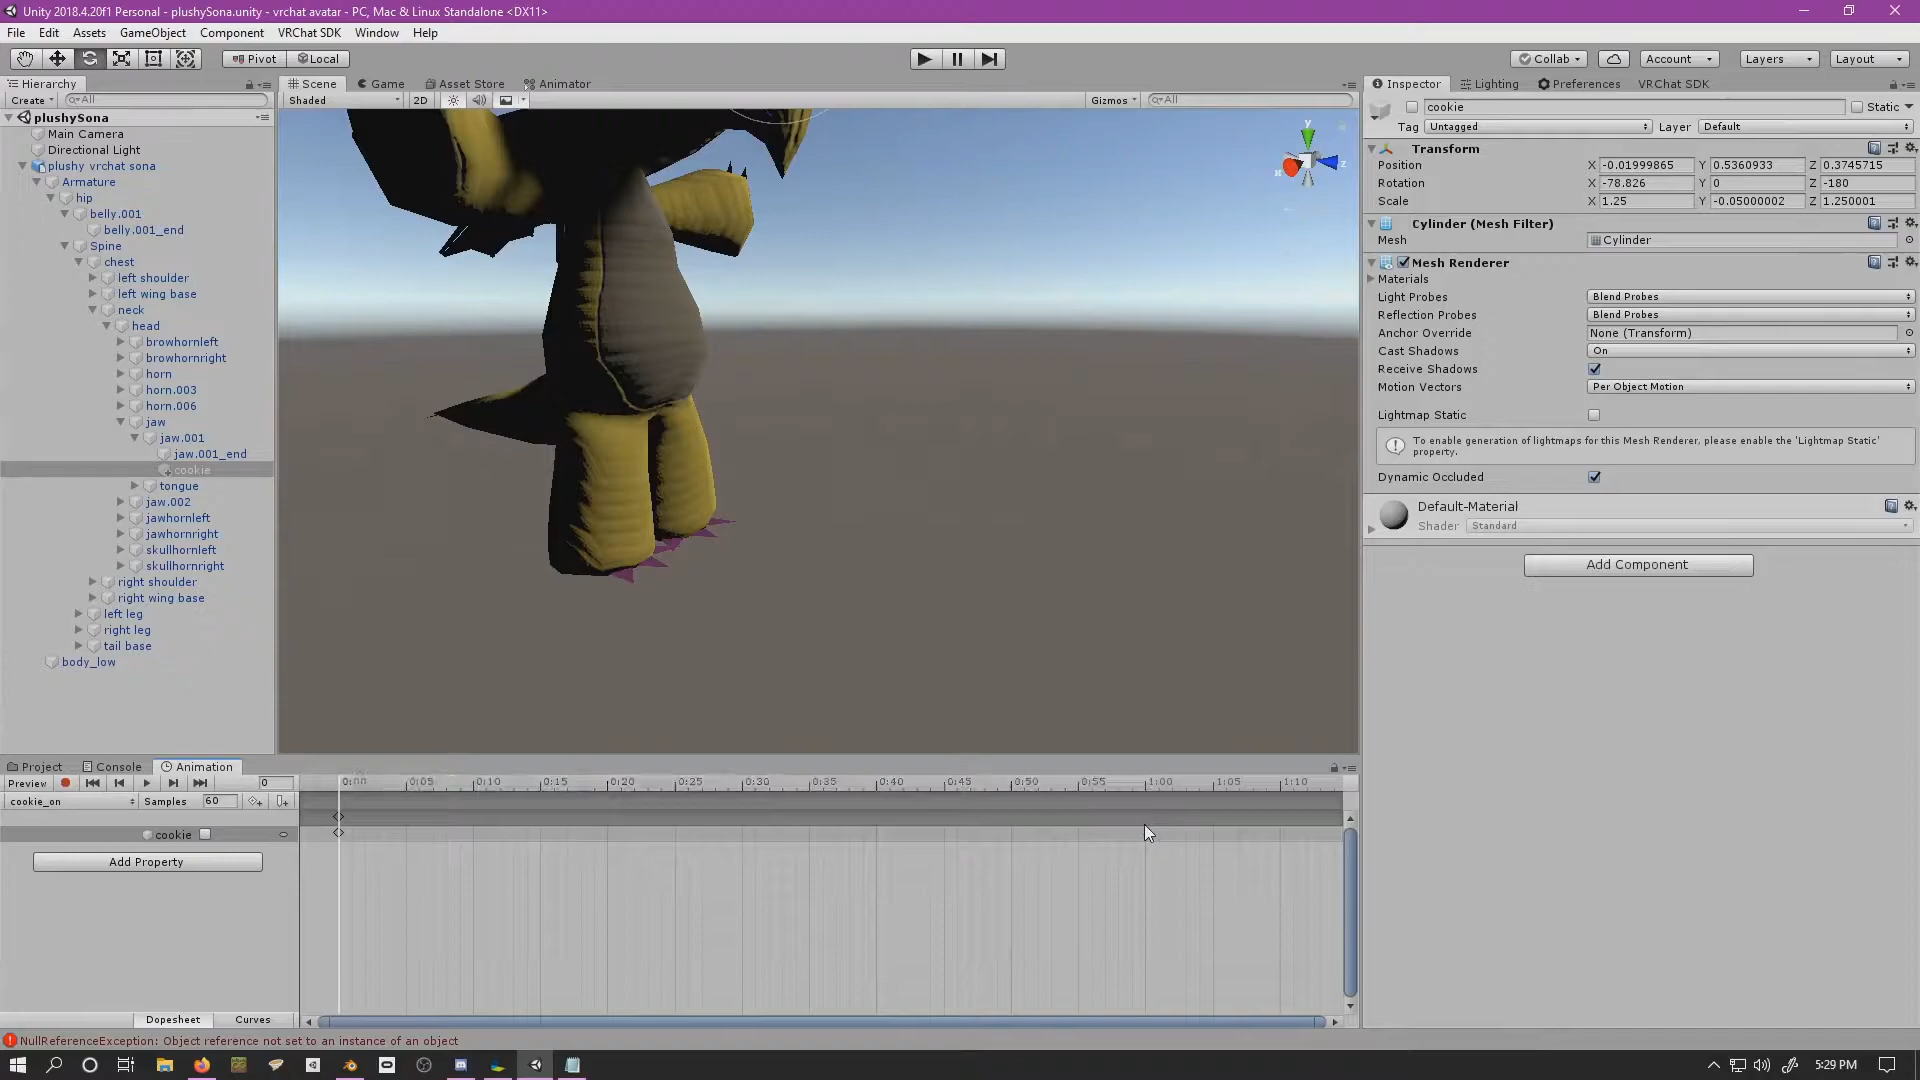 Unity 2018.4.20f1 Personal - plushySona.unity - vrchat avatar - PC, Mac & Linux Standalone <DX11>
File Edit Assets GameObject Component VRChat SDK Window Help
Pivot Local Collab Account Layers Layout
Hierarchy Scene Game Asset Store Animator Inspector Lighting Preferences VRChat SDK
Create All Shaded 2D Gizmos All
plushySona
Main Camera
Directional Light
plushy vrchat sona
Armature
hip
belly.001
belly.001_end
Spine
chest
left shoulder
left wing base
neck
head
browhornleft
browhornright
horn
horn.003
horn.006
jaw
jaw.001
jaw.001_end
cookie
tongue
jaw.002
jawhornleft
jawhornright
skullhornleft
skullhornright
right shoulder
right wing base
left leg
right leg
tail base
body_low
y
x
z
cookie Static
Tag Untagged Layer Default
Transform
Position X -0.01999865 Y 0.5360933 Z 0.3745715
Rotation X -78.826 Y 0 Z -180
Scale X 1.25 Y -0.05000002 Z 1.250001
Cylinder (Mesh Filter)
Mesh Cylinder
Mesh Renderer
Materials
Light Probes Blend Probes
Reflection Probes Blend Probes
Anchor Override None (Transform)
Cast Shadows On
Receive Shadows
Motion Vectors Per Object Motion
Lightmap Static
To enable generation of lightmaps for this Mesh Renderer, please enable the 'Lightmap Static'
property.
Dynamic Occluded
Default-Material
Shader Standard
Add Component
Project Console Animation
Preview 0 0:00 0:05 0:10 0:15 0:20 0:25 0:30 0:35 0:40 0:45 0:50 0:55 1:00 1:05 1:10
cookie_on Samples 60
cookie
Add Property
Dopesheet Curves
NullReferenceException: Object reference not set to an instance of an object
5:29 PM